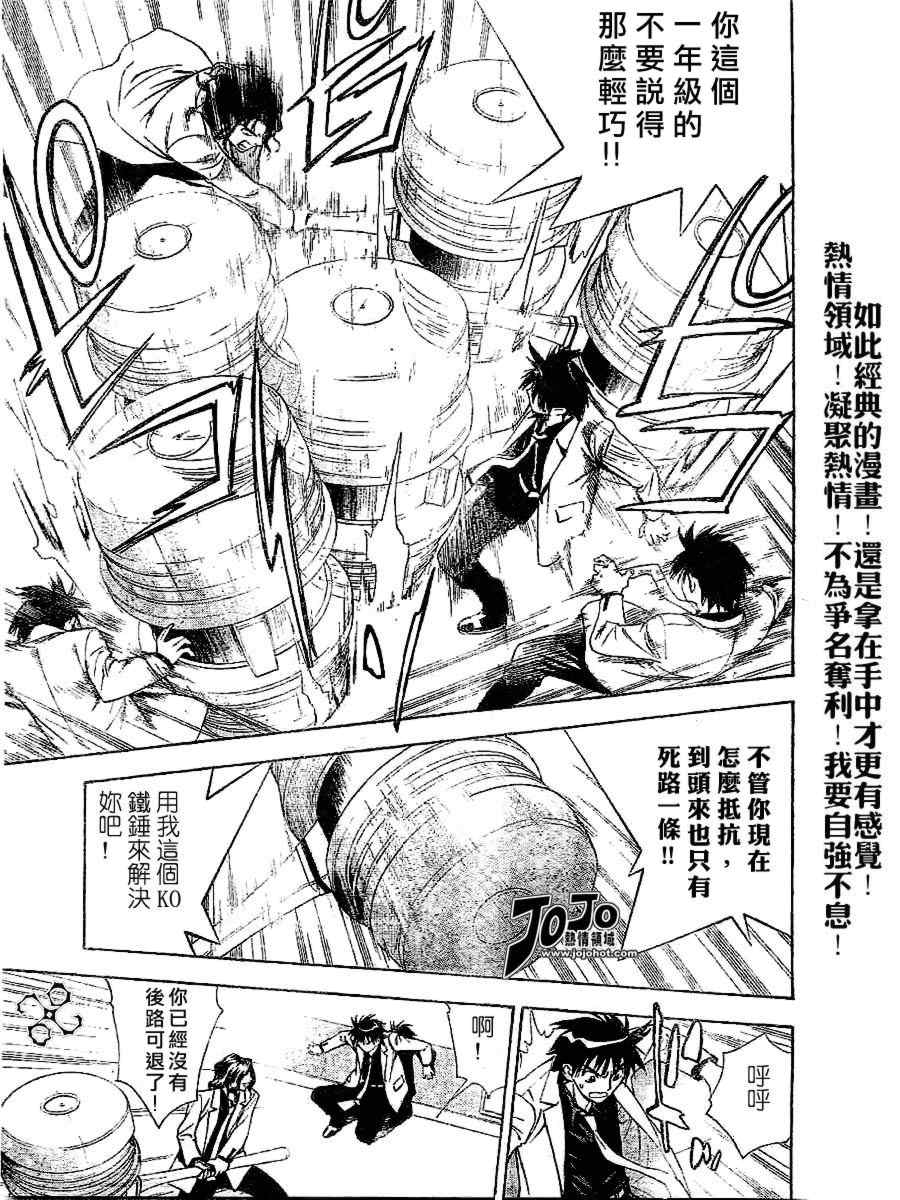 你這個
一年級的
不要説得
那麼輕巧!!
如此經典的漫畫！還是拿在手中才更有感覺！
熱情領域！凝聚熱情！不為爭名奪利！我要自強不息！
不管你現在
怎麼抵抗，
到頭來也只有
死路一條!!
用我這個KO
鐵錘來解決
妳吧！
JoJo
熱情領域
www.jojohot.com
呼呼
啊！
你已經沒有
後路可退了！